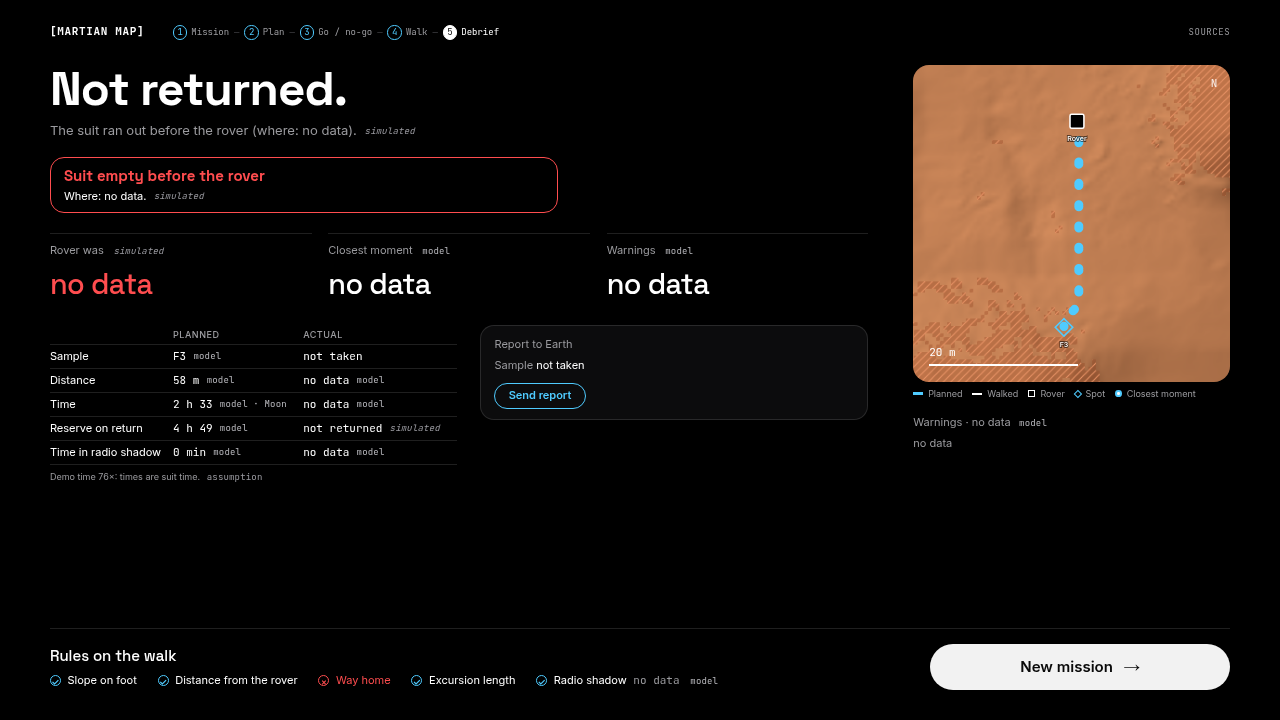 [MARTIAN MAP]
1 Mission — 2 Plan — 3 Go / no-go — 4 Walk — 5 Debrief
SOURCES
Not returned.
The suit ran out before the rover (where: no data). simulated
Suit empty before the rover
Where: no data. simulated
Rover was simulated
no data
Closest moment model
no data
Warnings model
no data
PLANNED ACTUAL
Sample F3 model not taken
Distance 58 m model no data model
Time 2 h 33 model · Moon no data model
Reserve on return 4 h 49 model not returned simulated
Time in radio shadow 0 min model no data model
Demo time 76×: times are suit time. assumption
Report to Earth
Sample not taken
Send report
N
Rover
F3
20 m
Planned Walked Rover Spot Closest moment
Warnings · no data model
no data
Rules on the walk
Slope on foot Distance from the rover Way home Excursion length Radio shadow no data model
New mission →